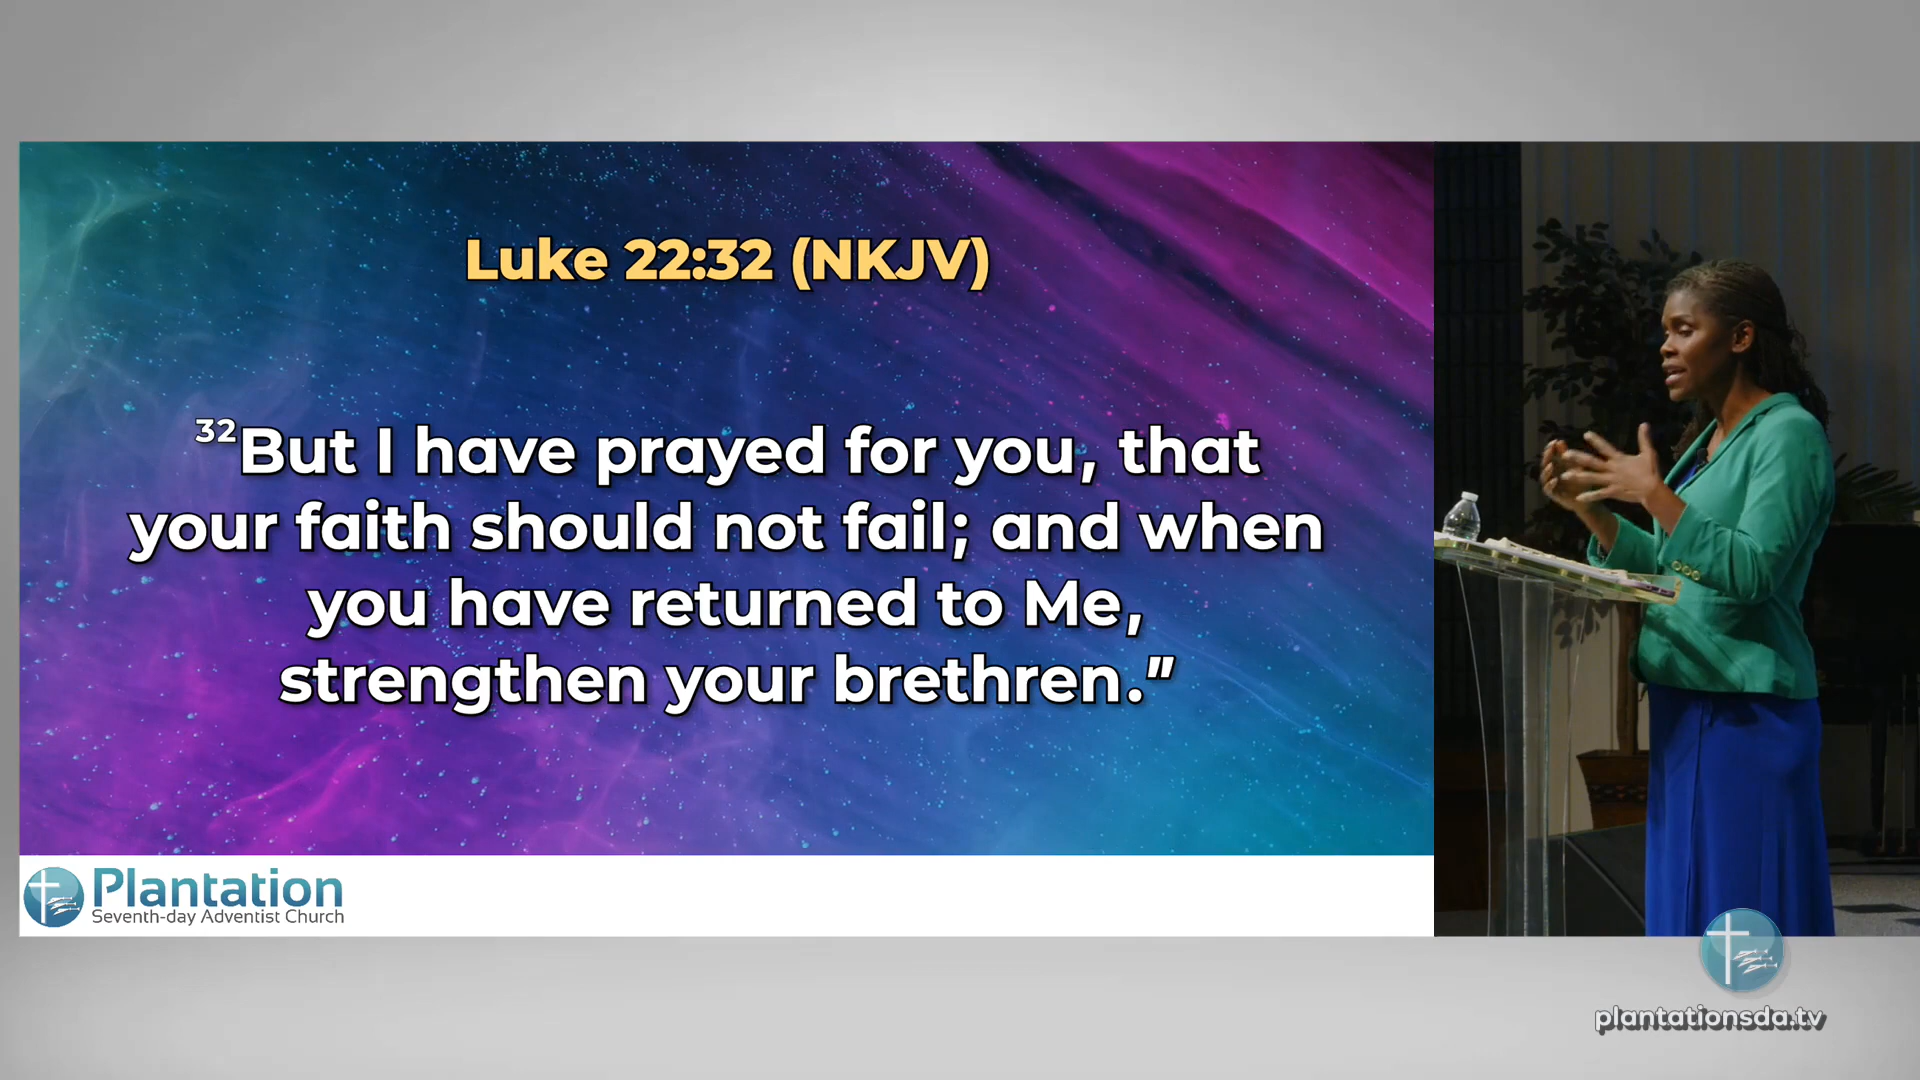 Luke 22:32 (NKJV)
32But I have prayed for you, that
your faith should not fail; and when
you have returned to Me,
strengthen your brethren."
Plantation
Seventh-day Adventist Church
plantationsda.tv